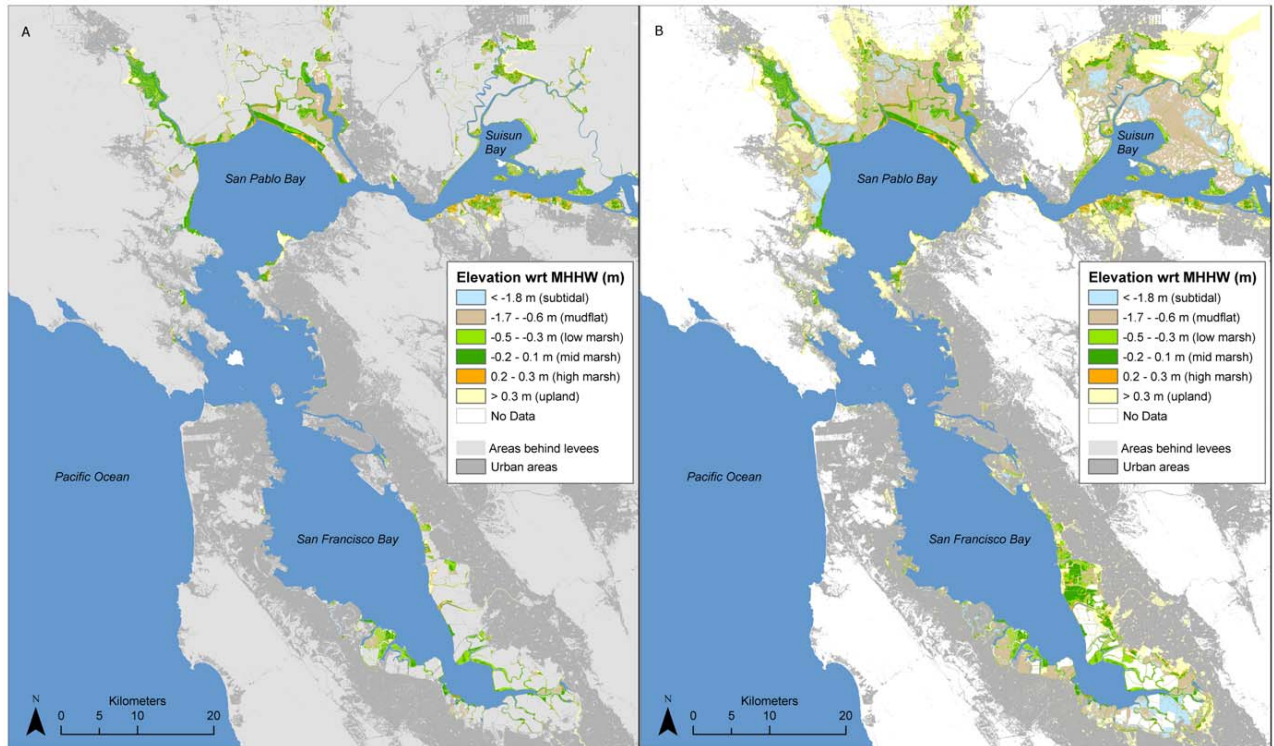 A
San Pablo Bay
Suisun
Bay
Elevation wrt MHHW (m)
< -1.8 m (subtidal)
-1.7 - -0.6 m (mudflat)
-0.5 - -0.3 m (low marsh)
-0.2 - 0.1 m (mid marsh)
0.2 - 0.3 m (high marsh)
> 0.3 m (upland)
No Data
Areas behind levees
Urban areas
Pacific Ocean
San Francisco Bay
N
Kilometers
0 5 10 20
B
San Pablo Bay
Suisun
Bay
Elevation wrt MHHW (m)
< -1.8 m (subtidal)
-1.7 - -0.6 m (mudflat)
-0.5 - -0.3 m (low marsh)
-0.2 - 0.1 m (mid marsh)
0.2 - 0.3 m (high marsh)
> 0.3 m (upland)
No Data
Areas behind levees
Urban areas
Pacific Ocean
San Francisco Bay
N
Kilometers
0 5 10 20